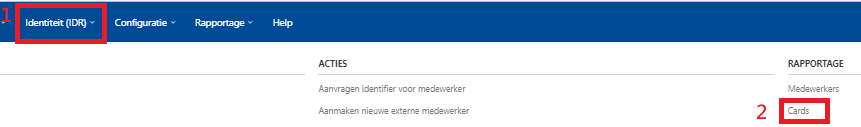 1 Identiteit (IDR) Configuratie Rapportage Help
ACTIES RAPPORTAGE
Aanvragen identifier voor medewerker Medewerkers
Aanmaken nieuwe externe medewerker 2 Cards